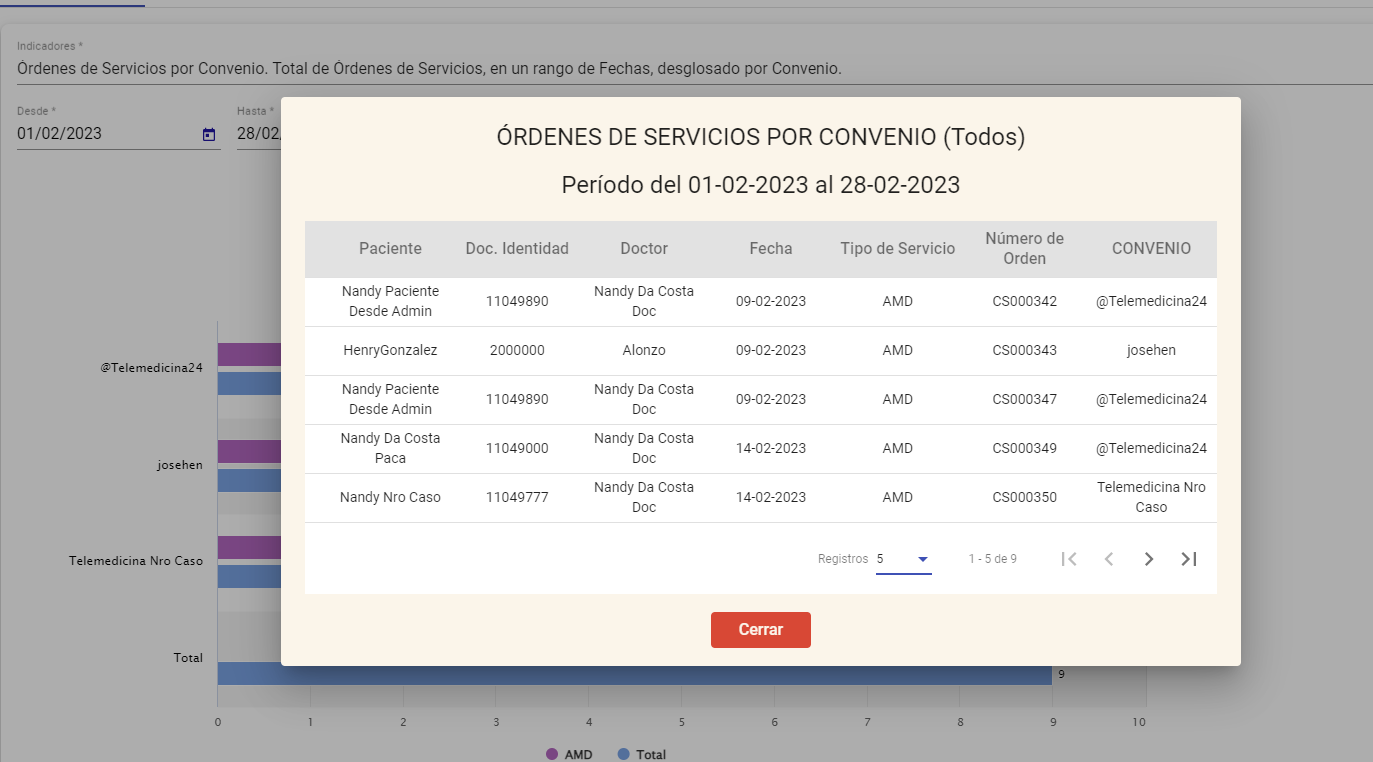 Indicadores *
Órdenes de Servicios por Convenio. Total de Órdenes de Servicios, en un rango de Fechas, desglosado por Convenio.
Desde *
Hasta *
01/02/2023
28/02/
ÓRDENES DE SERVICIOS POR CONVENIO (Todos)
Período del 01-02-2023 al 28-02-2023
Paciente Doc. Identidad Doctor Fecha Tipo de Servicio Número de Orden CONVENIO
Nandy Paciente Desde Admin 11049890 Nandy Da Costa Doc 09-02-2023 AMD CS000342 @Telemedicina24
HenryGonzalez 2000000 Alonzo 09-02-2023 AMD CS000343 josehen
Nandy Paciente Desde Admin 11049890 Nandy Da Costa Doc 09-02-2023 AMD CS000347 @Telemedicina24
Nandy Da Costa Paca 11049000 Nandy Da Costa Doc 14-02-2023 AMD CS000349 @Telemedicina24
Nandy Nro Caso 11049777 Nandy Da Costa Doc 14-02-2023 AMD CS000350 Telemedicina Nro Caso
Registros 5 1 - 5 de 9
Cerrar
@Telemedicina24
josehen
Telemedicina Nro Caso
Total
9
0 1 2 3 4 5 6 7 8 9 10
AMD Total